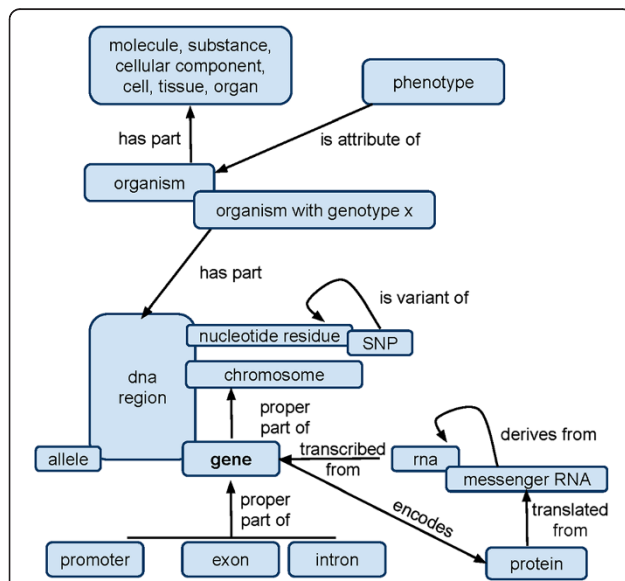 molecule, substance,
cellular component,
cell, tissue, organ
phenotype
has part
is attribute of
organism
organism with genotype x
has part
is variant of
nucleotide residue
SNP
dna
region
chromosome
proper
part of
derives from
allele
gene
transcribed
from
rna
messenger RNA
proper
part of
encodes
translated
from
promoter
exon
intron
protein